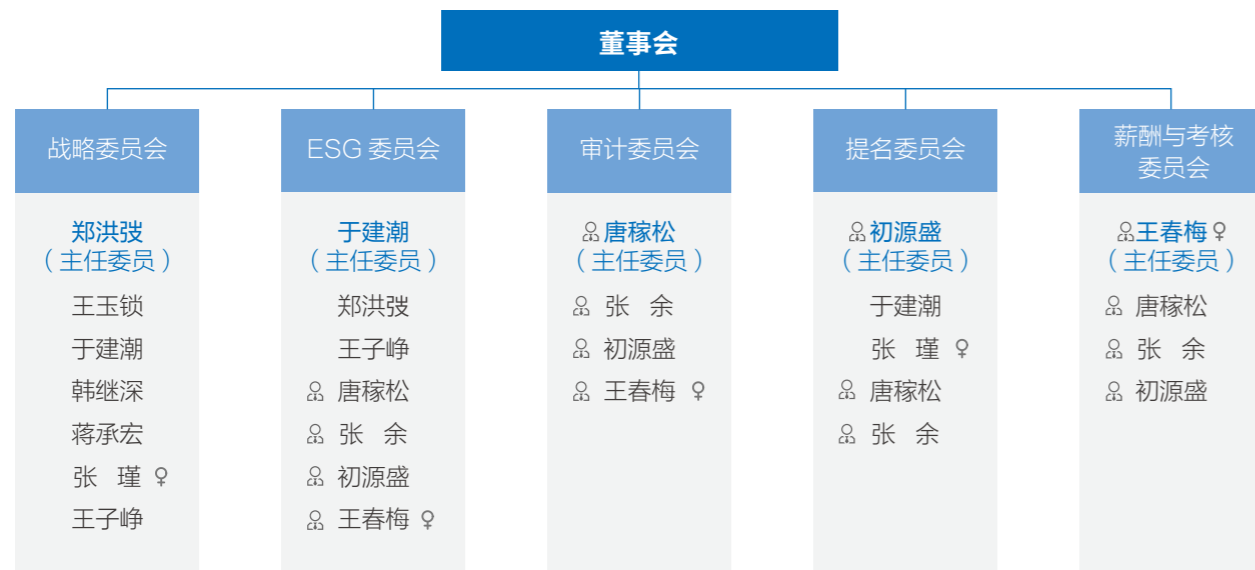 董事会
战略委员会
郑洪弢
（主任委员）
王玉锁
于建潮
韩继深
蒋承宏
张 瑾 ♀
王子峥
ESG 委员会
于建潮
（主任委员）
郑洪弢
王子峥
唐稼松
张 余
初源盛
王春梅 ♀
审计委员会
唐稼松
（主任委员）
张 余
初源盛
王春梅 ♀
提名委员会
初源盛
（主任委员）
于建潮
张 瑾 ♀
唐稼松
张 余
薪酬与考核
委员会
王春梅 ♀
（主任委员）
唐稼松
张 余
初源盛